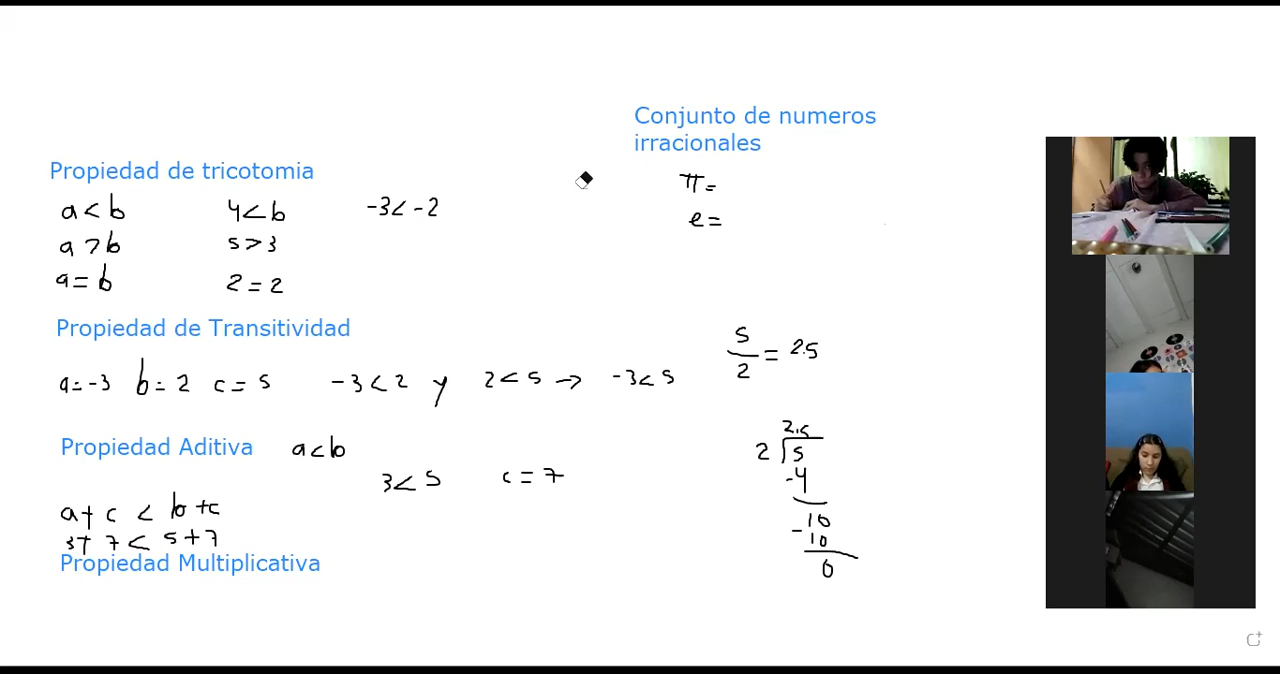 Propiedad de tricotomia
a < b 4 < b -3 < -2
a > b 5 > 3
a = b 2 = 2
Propiedad de Transitividad
a = -3 b = 2 c = 5 -3 < 2 y 2 < 5 → -3 < 5
Propiedad Aditiva a < b
3 < 5 c = 7
a + c < b + c
3 + 7 < 5 + 7
Propiedad Multiplicativa
Conjunto de numeros
irracionales
π =
e =
5
— = 2.5
2
2.5
2 5
-4
-10
10
0